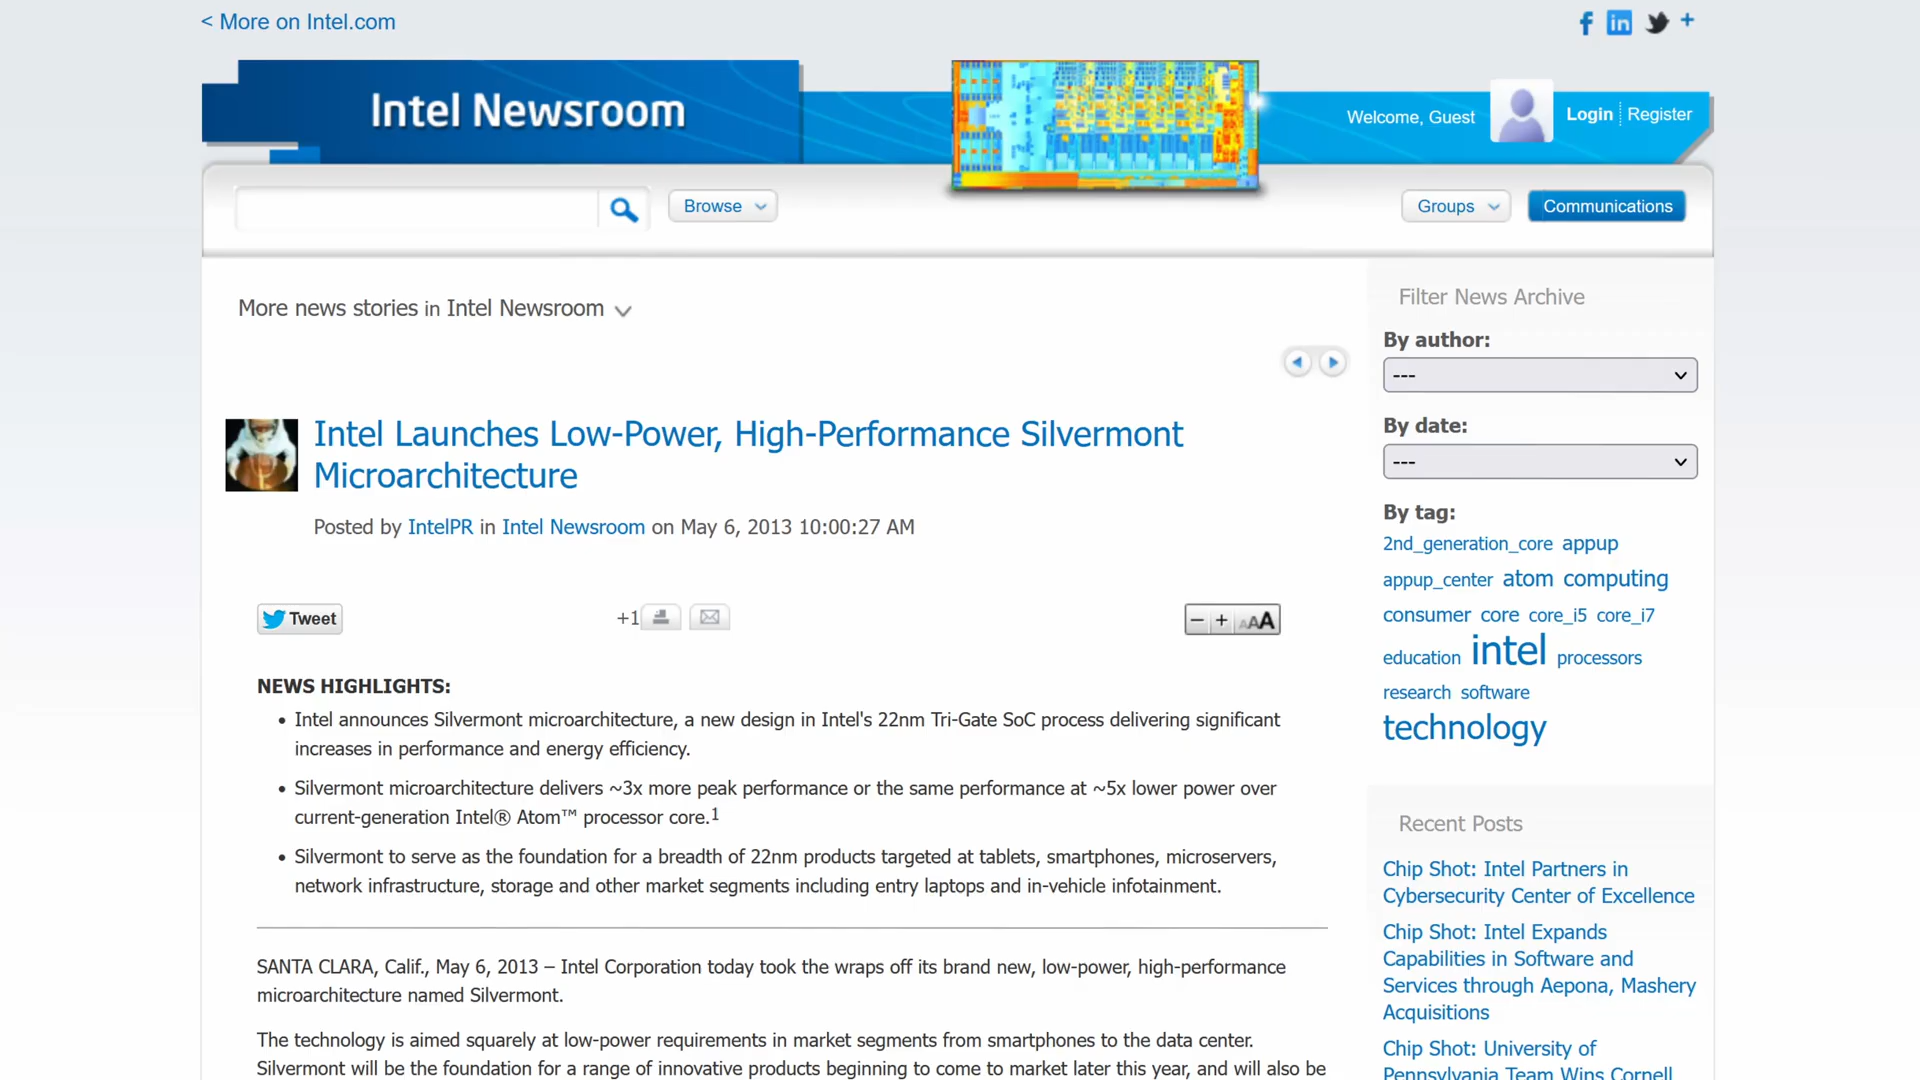 < More on Intel.com
Intel Newsroom
Welcome, Guest
Login
Register
Browse
Groups
Communications
More news stories in Intel Newsroom
Intel Launches Low-Power, High-Performance Silvermont
Microarchitecture
Posted by IntelPR in Intel Newsroom on May 6, 2013 10:00:27 AM
Tweet
+1
− + AAA
NEWS HIGHLIGHTS:
• Intel announces Silvermont microarchitecture, a new design in Intel's 22nm Tri-Gate SoC process delivering significant
increases in performance and energy efficiency.
• Silvermont microarchitecture delivers ~3x more peak performance or the same performance at ~5x lower power over
current-generation Intel® Atom™ processor core.1
• Silvermont to serve as the foundation for a breadth of 22nm products targeted at tablets, smartphones, microservers,
network infrastructure, storage and other market segments including entry laptops and in-vehicle infotainment.
SANTA CLARA, Calif., May 6, 2013 – Intel Corporation today took the wraps off its brand new, low-power, high-performance
microarchitecture named Silvermont.
The technology is aimed squarely at low-power requirements in market segments from smartphones to the data center.
Silvermont will be the foundation for a range of innovative products beginning to come to market later this year, and will also be
Filter News Archive
By author:
---
By date:
---
By tag:
2nd_generation_core appup
appup_center atom computing
consumer core core_i5 core_i7
education intel processors
research software
technology
Recent Posts
Chip Shot: Intel Partners in
Cybersecurity Center of Excellence
Chip Shot: Intel Expands
Capabilities in Software and
Services through Aepona, Mashery
Acquisitions
Chip Shot: University of
Pennsylvania Team Wins Cornell